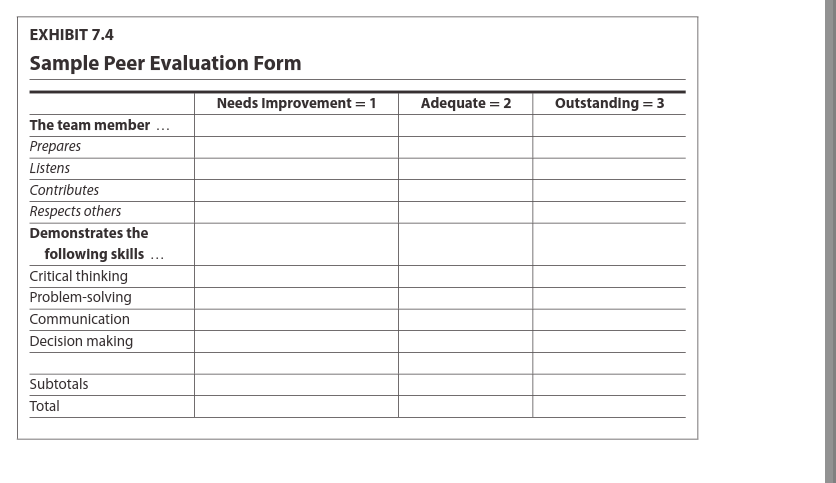 EXHIBIT 7.4
Sample Peer Evaluation Form
Needs Improvement = 1 Adequate = 2 Outstanding = 3
The team member …
Prepares
Listens
Contributes
Respects others
Demonstrates the
following skills …
Critical thinking
Problem-solving
Communication
Decision making
Subtotals
Total